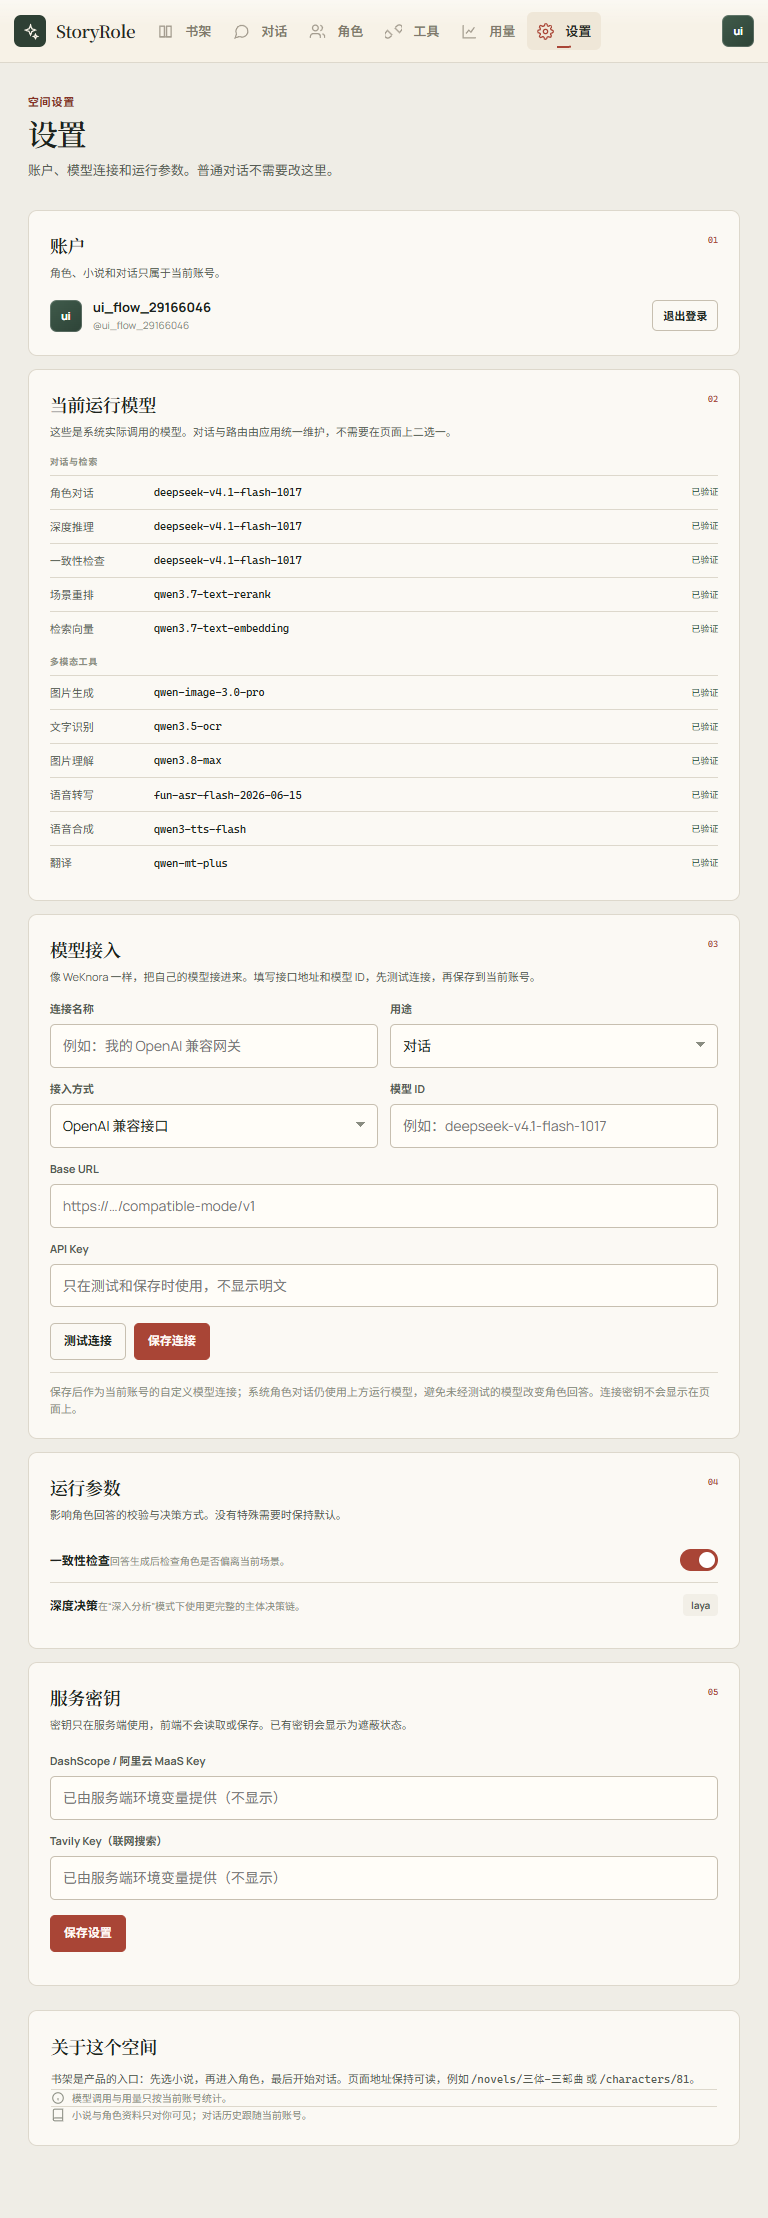 StoryRole 书架 对话 角色 工具 用量 设置 ui
空间设置
设置
账户、模型连接和运行参数。普通对话不需要改这里。
账户 01
角色、小说和对话只属于当前账号。
ui ui_flow_29166046
@ui_flow_29166046
退出登录
当前运行模型 02
这些是系统实际调用的模型。对话与路由由应用统一维护，不需要在页面上二选一。
对话与检索
角色对话 deepseek-v4.1-flash-1017 已验证
深度推理 deepseek-v4.1-flash-1017 已验证
一致性检查 deepseek-v4.1-flash-1017 已验证
场景重排 qwen3.7-text-rerank 已验证
检索向量 qwen3.7-text-embedding 已验证
多模态工具
图片生成 qwen-image-3.0-pro 已验证
文字识别 qwen3.5-ocr 已验证
图片理解 qwen3.8-max 已验证
语音转写 fun-asr-flash-2026-06-15 已验证
语音合成 qwen3-tts-flash 已验证
翻译 qwen-mt-plus 已验证
模型接入 03
像 WeKnora 一样，把自己的模型接进来。填写接口地址和模型 ID，先测试连接，再保存到当前账号。
连接名称 用途
例如：我的 OpenAI 兼容网关 对话
接入方式 模型 ID
OpenAI 兼容接口 例如：deepseek-v4.1-flash-1017
Base URL
https://…/compatible-mode/v1
API Key
只在测试和保存时使用，不显示明文
测试连接 保存连接
保存后作为当前账号的自定义模型连接；系统角色对话仍使用上方运行模型，避免未经测试的模型改变角色回答。连接密钥不会显示在页
面上。
运行参数 04
影响角色回答的校验与决策方式。没有特殊需要时保持默认。
一致性检查回答生成后检查角色是否偏离当前场景。
深度决策在“深入分析”模式下使用更完整的主体决策链。 laya
服务密钥 05
密钥只在服务端使用，前端不会读取或保存。已有密钥会显示为遮蔽状态。
DashScope / 阿里云 MaaS Key
已由服务端环境变量提供（不显示）
Tavily Key（联网搜索）
已由服务端环境变量提供（不显示）
保存设置
关于这个空间
书架是产品的入口：先选小说，再进入角色，最后开始对话。页面地址保持可读，例如 /novels/三体-三部曲 或 /characters/81。
模型调用与用量只按当前账号统计。
小说与角色资料只对你可见；对话历史跟随当前账号。